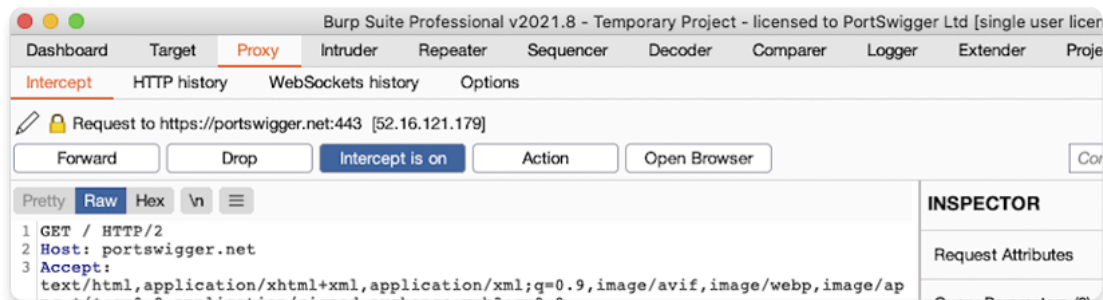 Burp Suite Professional v2021.8 - Temporary Project - licensed to PortSwigger Ltd [single user licen
Dashboard Target Proxy Intruder Repeater Sequencer Decoder Comparer Logger Extender Proje
Intercept HTTP history WebSockets history Options
Request to https://portswigger.net:443 [52.16.121.179]
Forward Drop Intercept is on Action Open Browser Co
Pretty Raw Hex \n
INSPECTOR
1 GET / HTTP/2
2 Host: portswigger.net
3 Accept:
text/html,application/xhtml+xml,application/xml;q=0.9,image/avif,image/webp,image/ap
Request Attributes